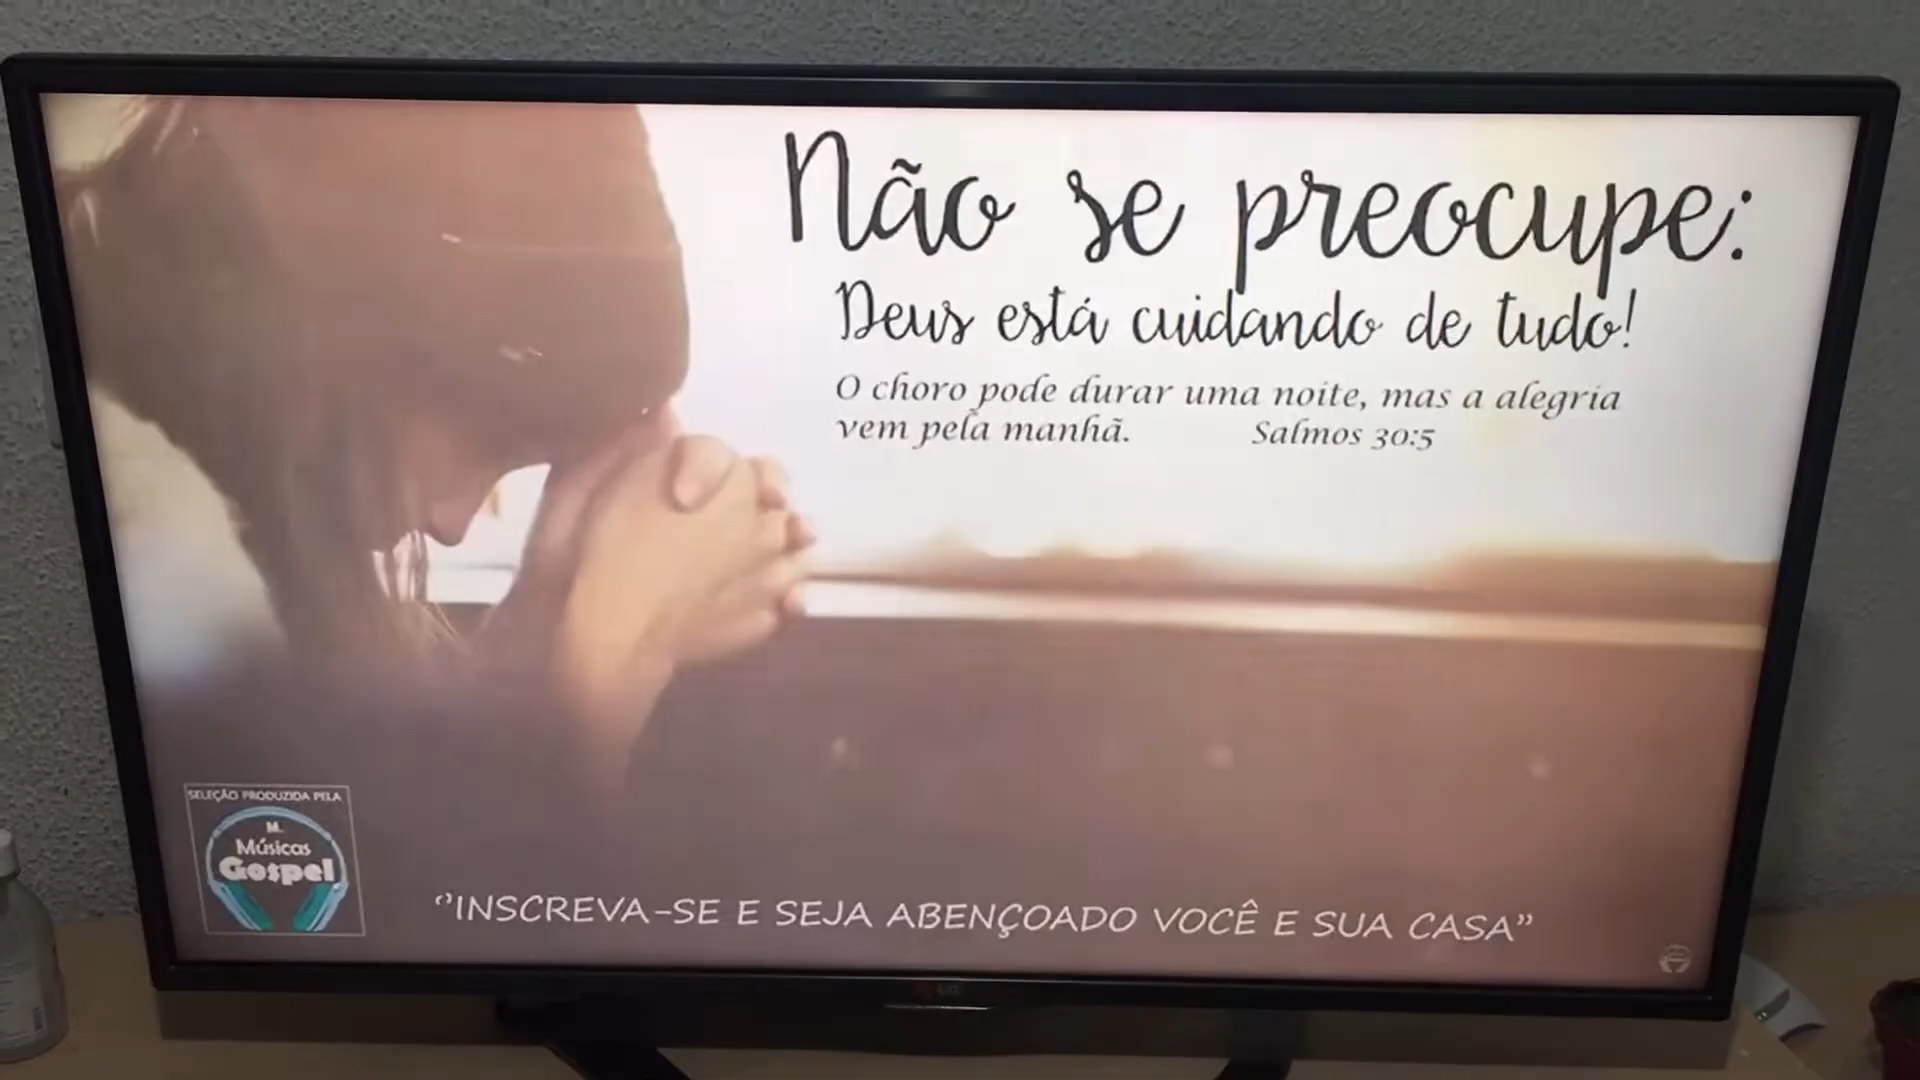 Não se preocupe:
Deus está cuidando de tudo!
O choro pode durar uma noite, mas a alegria
vem pela manhã. Salmos 30:5
SELEÇÃO PRODUZIDA PELA
M.
Músicas
Gospel
“INSCREVA-SE E SEJA ABENÇOADO VOCÊ E SUA CASA”
LG